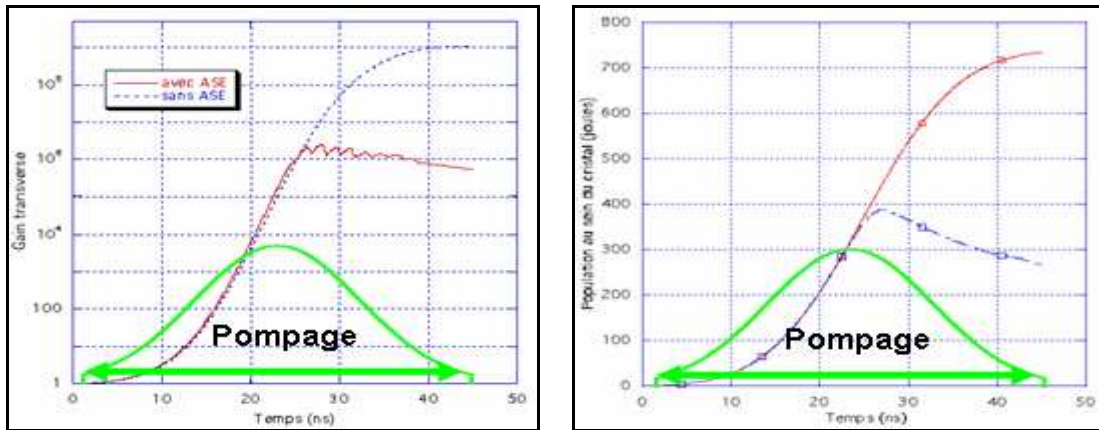 Gain transverse
10⁸
10⁶
10⁴
100
1
avec ASE
sans ASE
Pompage
0 10 20 30 40 50
Temps (ns)
Population au sein du cristal (joules)
800
700
600
500
400
300
200
100
0
Pompage
0 10 20 30 40 50
Temps (ns)